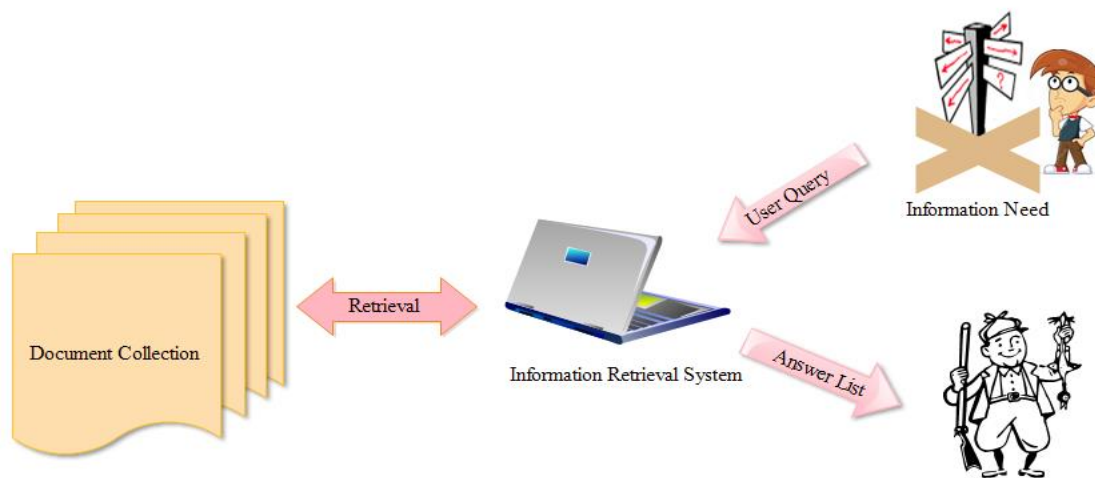 ?
Information Need
User Query
Document Collection
Retrieval
Information Retrieval System
Answer List